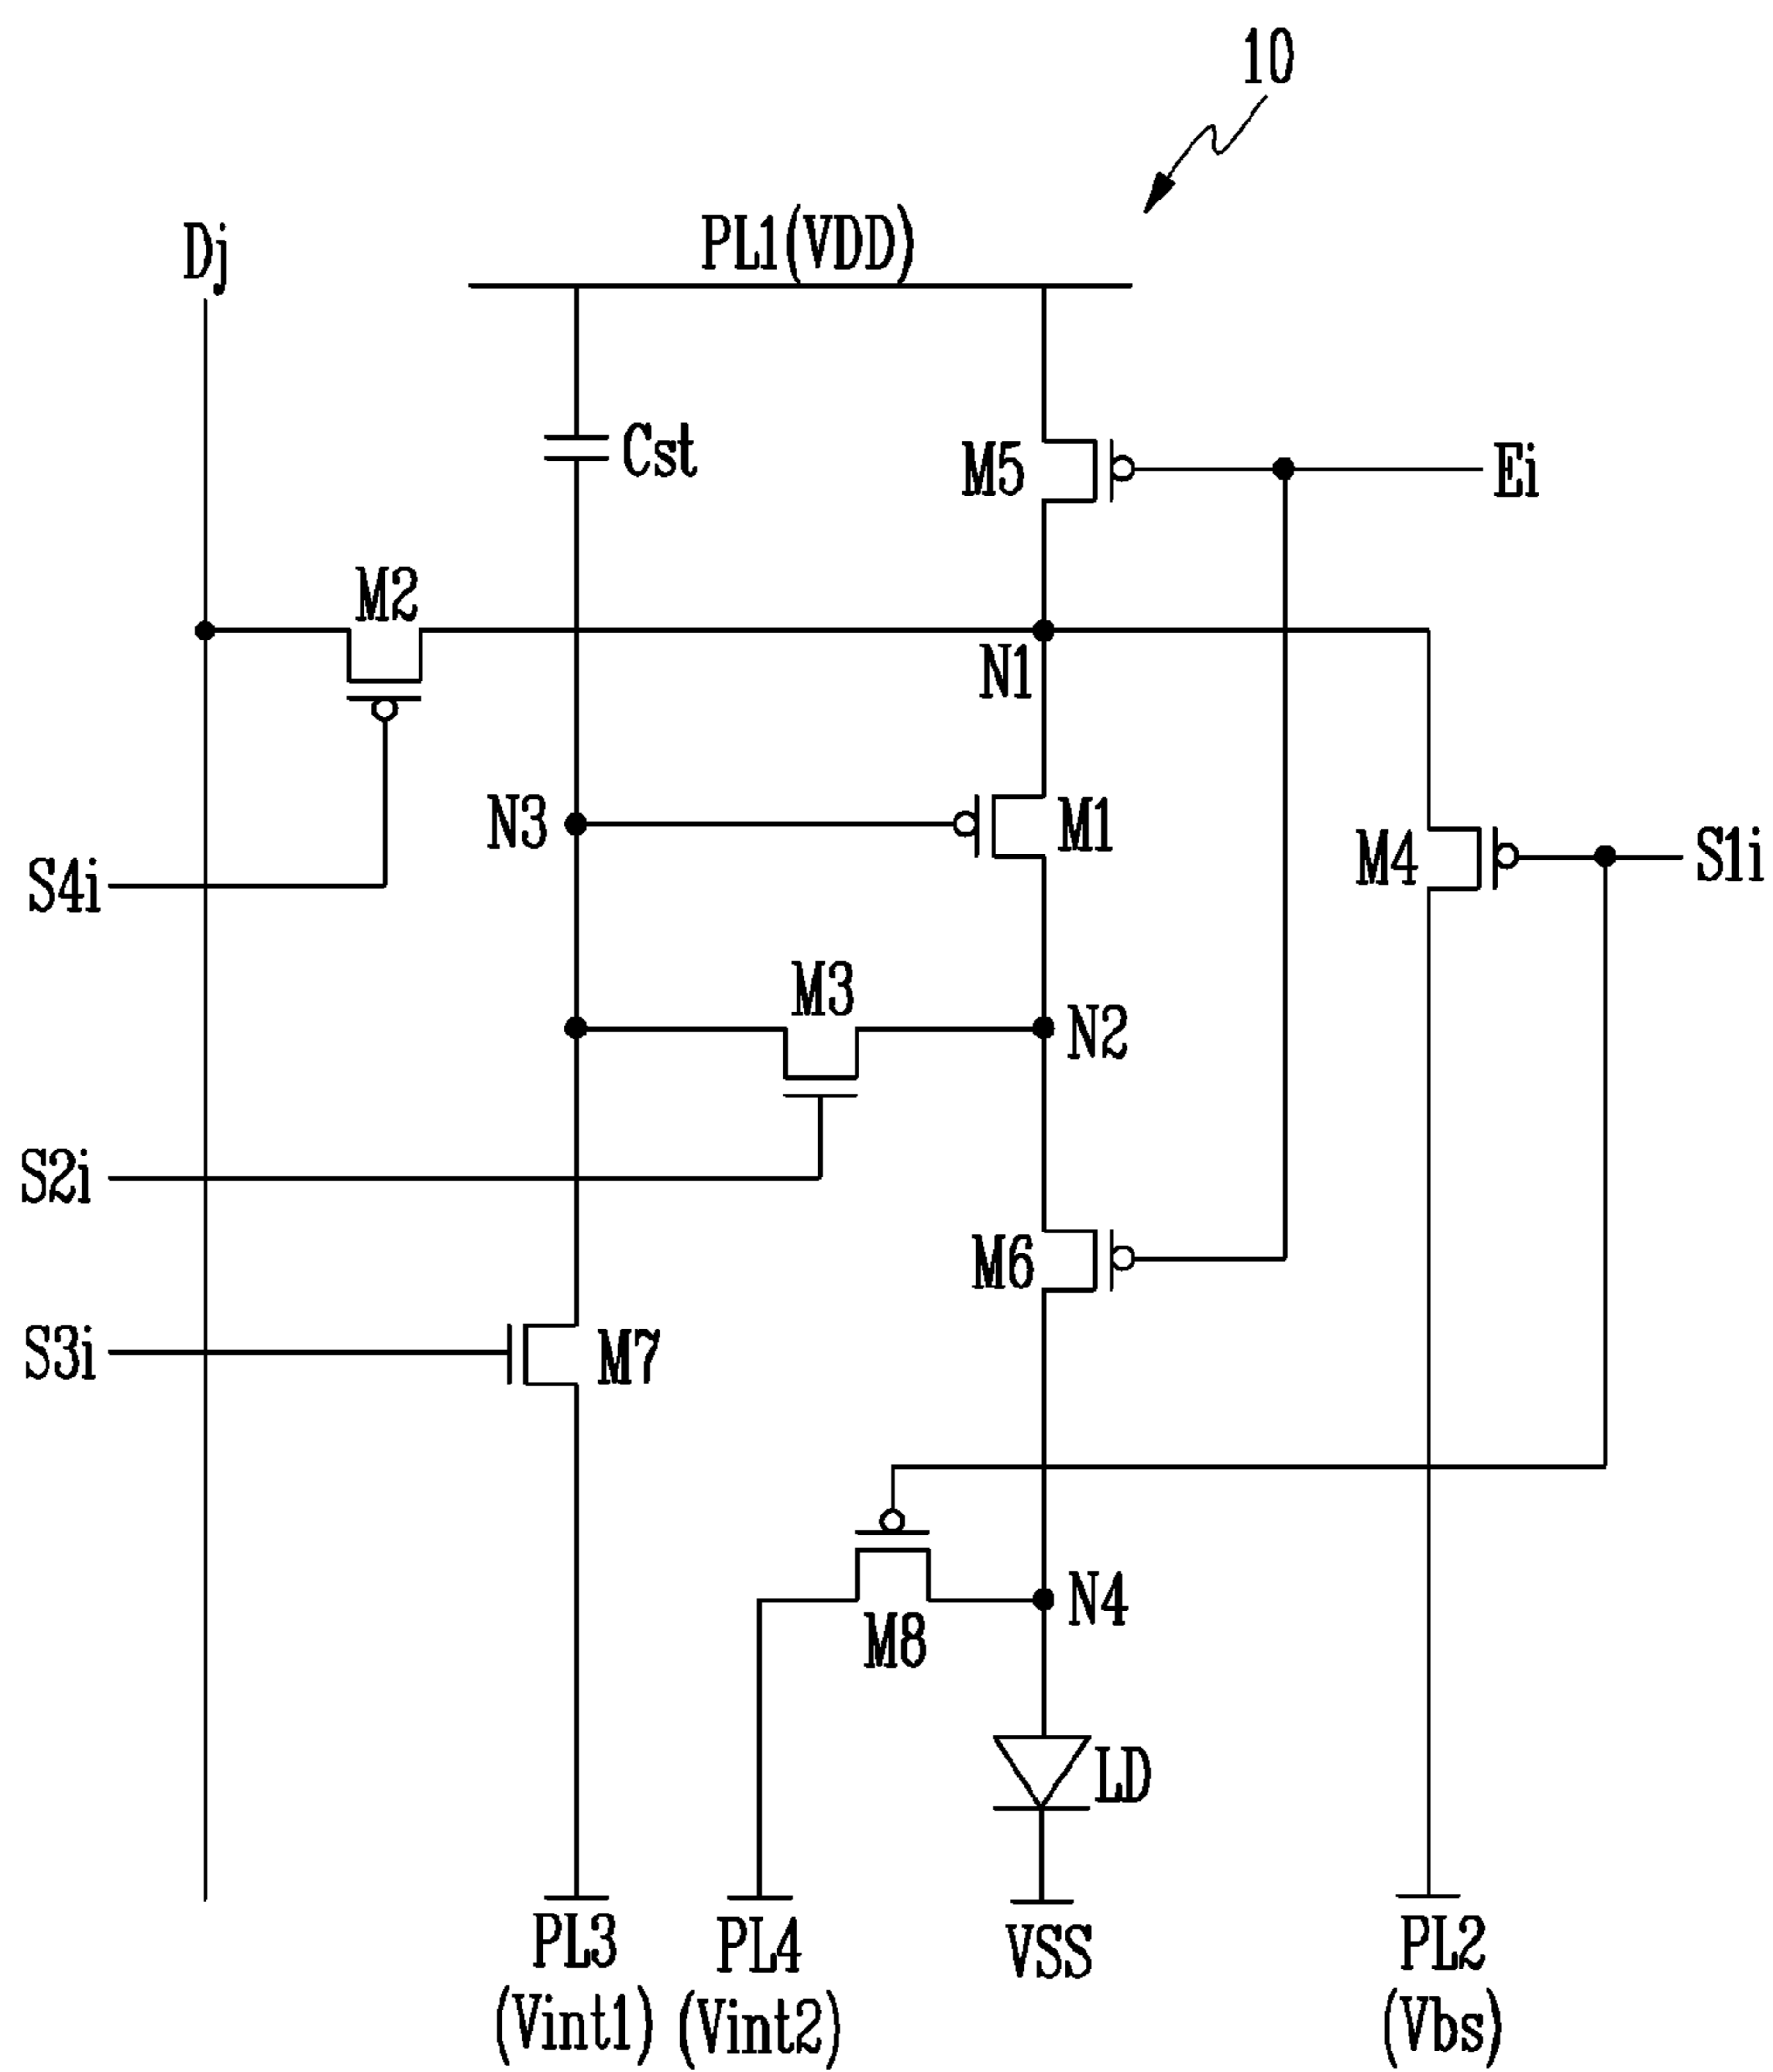 10
Dj
PL1(VDD)
Cst
M5
Ei
M2
N1
N3
M1
M4
S1i
S4i
M3
N2
S2i
M6
S3i
M7
N4
M8
LD
PL3
(Vint1)
PL4
(Vint2)
VSS
PL2
(Vbs)